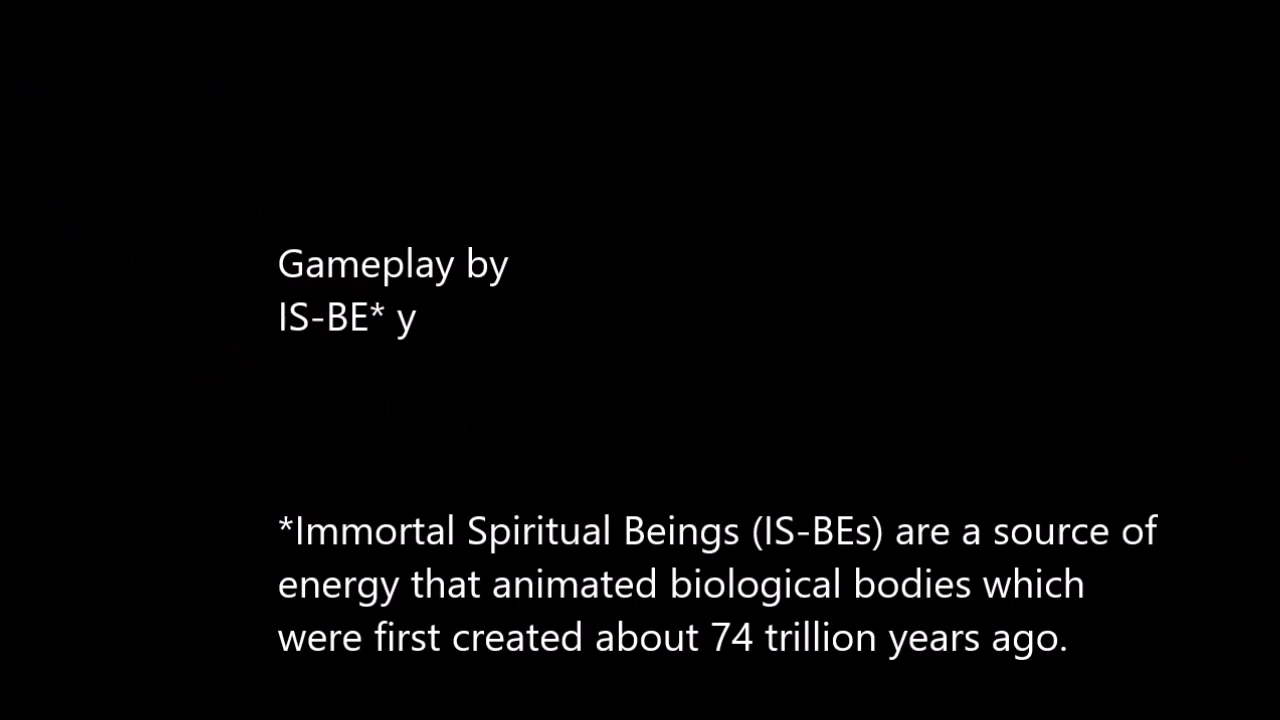 Gameplay by
IS-BE* y
*Immortal Spiritual Beings (IS-BEs) are a source of
energy that animated biological bodies which
were first created about 74 trillion years ago.